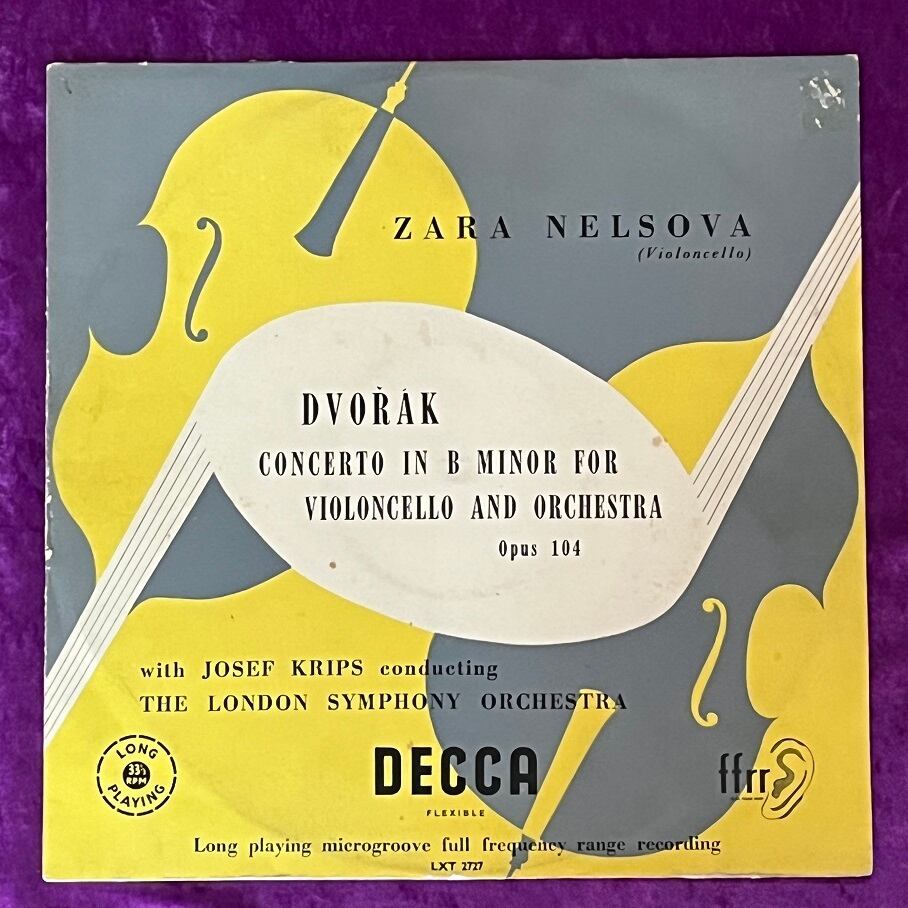 ZARA NELSOVA
(Violoncello)
DVOŘÁK
CONCERTO IN B MINOR FOR
VIOLONCELLO AND ORCHESTRA
Opus 104
with JOSEF KRIPS conducting
THE LONDON SYMPHONY ORCHESTRA
LONG
33⅓
RPM
PLAYING
DECCA
FLEXIBLE
ffrr
Long playing microgroove full frequency range recording
LXT 2727